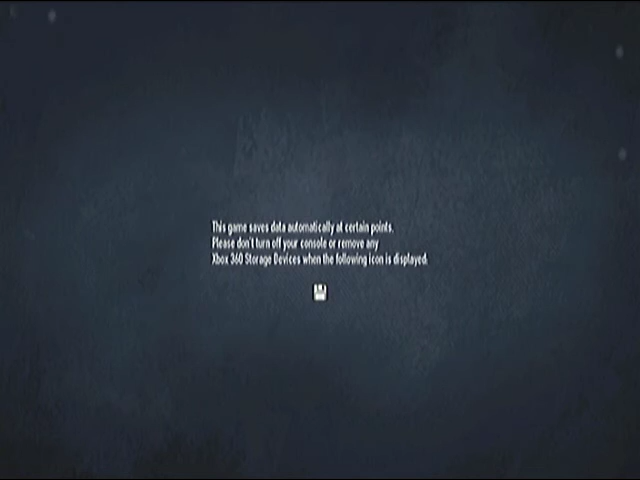 This game saves data automatically at certain points.
Please don't turn off your console or remove any
Xbox 360 Storage Devices when the following icon is displayed: